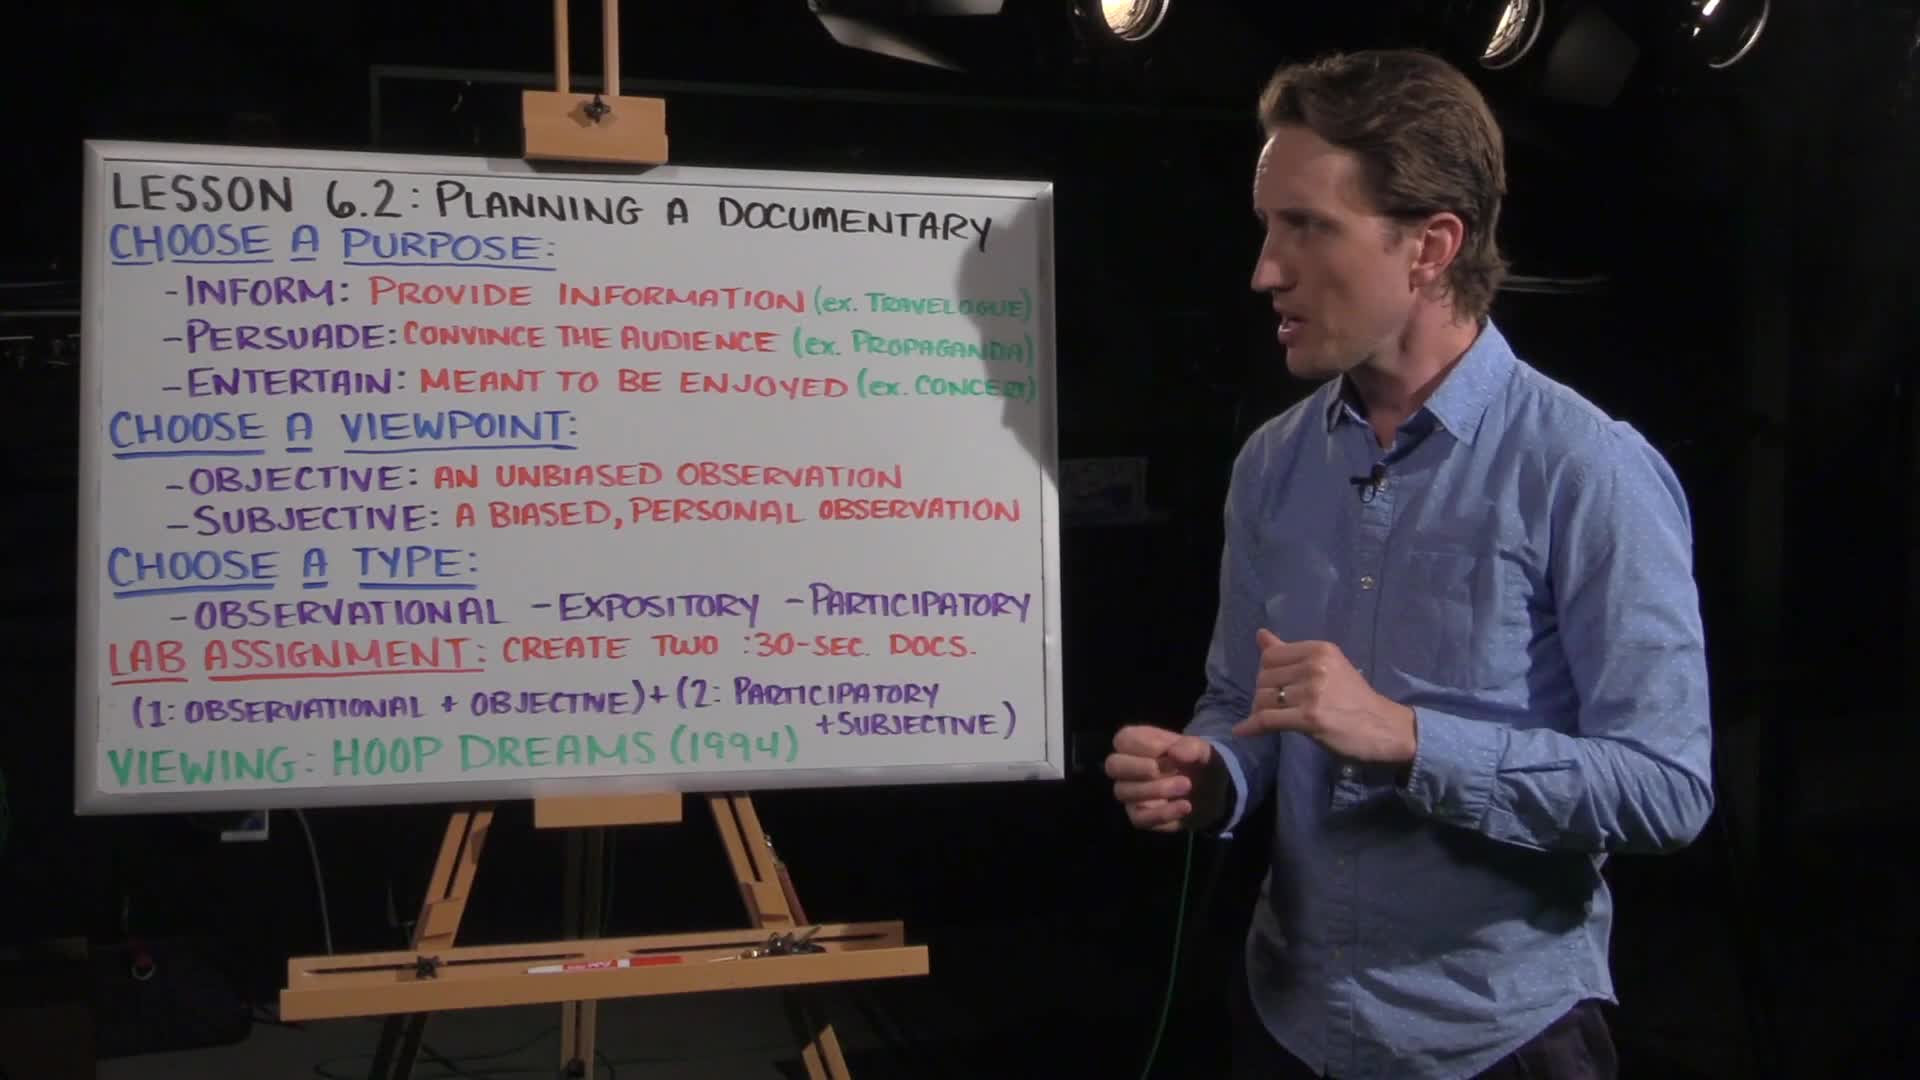 LESSON 6.2: PLANNING A DOCUMENTARY
CHOOSE A PURPOSE:
-INFORM: PROVIDE INFORMATION (ex. TRAVELOGUE)
-PERSUADE: CONVINCE THE AUDIENCE (ex. PROPAGANDA)
-ENTERTAIN: MEANT TO BE ENJOYED (ex. CONCERT)
CHOOSE A VIEWPOINT:
-OBJECTIVE: AN UNBIASED OBSERVATION
-SUBJECTIVE: A BIASED, PERSONAL OBSERVATION
CHOOSE A TYPE:
-OBSERVATIONAL -EXPOSITORY -PARTICIPATORY
LAB ASSIGNMENT: CREATE TWO :30-SEC. DOCS.
(1: OBSERVATIONAL + OBJECTIVE)+(2: PARTICIPATORY
+SUBJECTIVE)
VIEWING: HOOP DREAMS (1994)